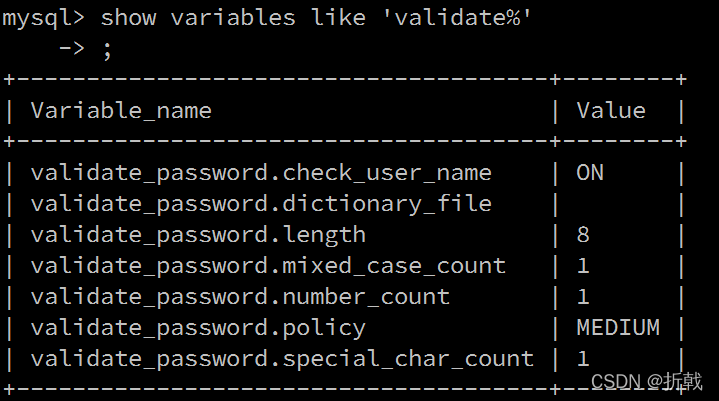 mysql> show variables like 'validate%'
    -> ;
+--------------------------------------+--------+
| Variable_name                        | Value  |
+--------------------------------------+--------+
| validate_password.check_user_name    | ON     |
| validate_password.dictionary_file    |        |
| validate_password.length             | 8      |
| validate_password.mixed_case_count   | 1      |
| validate_password.number_count       | 1      |
| validate_password.policy             | MEDIUM |
| validate_password.special_char_count | 1      |
+--------------------------------------+--------+
CSDN @折戟